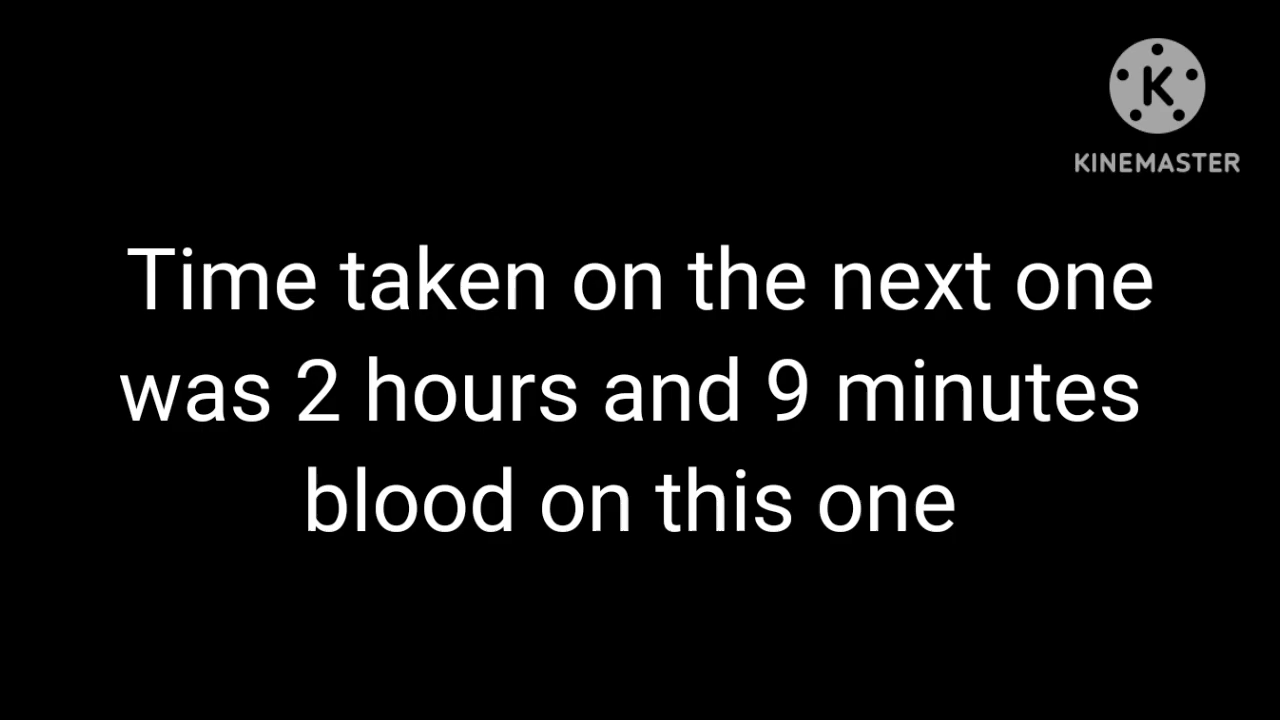 KINEMASTER
Time taken on the next one
was 2 hours and 9 minutes
blood on this one